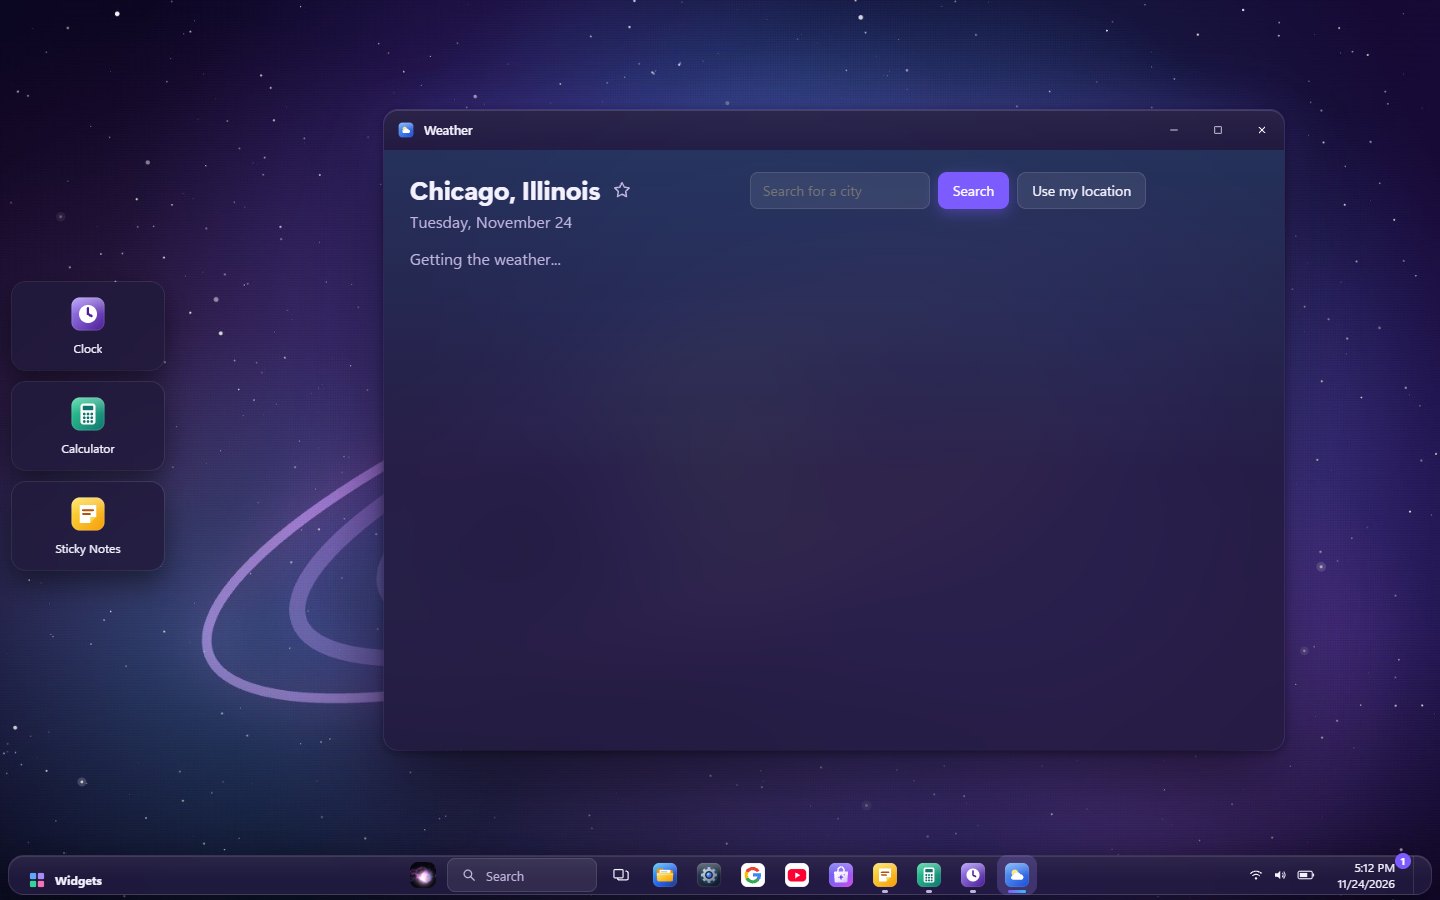 Weather
Chicago, Illinois
Search for a city
Search
Use my location
Tuesday, November 24
Getting the weather...
Clock
Calculator
Sticky Notes
Widgets
Search
5:12 PM
1
11/24/2026